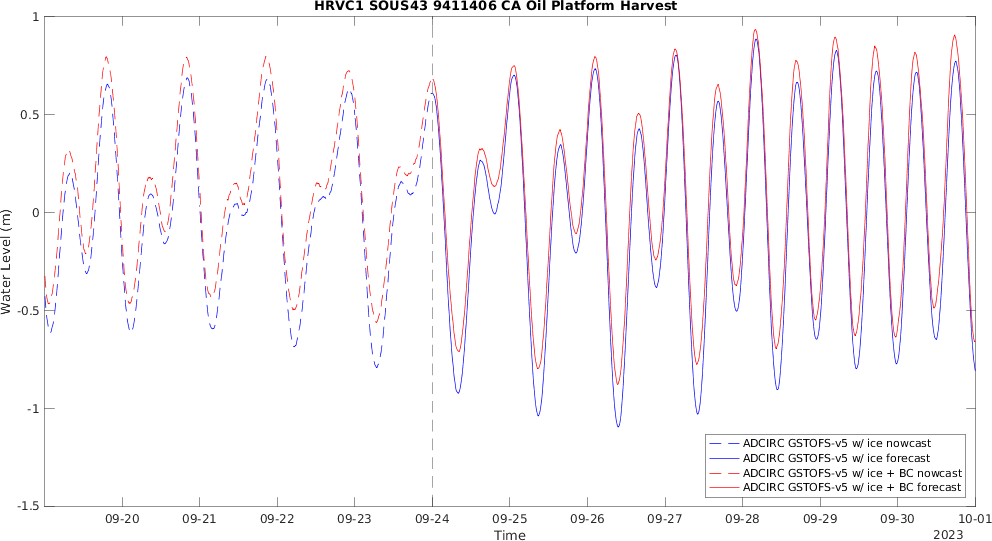 HRVC1 SOUS43 9411406 CA Oil Platform Harvest
1
0.5
0
-0.5
-1
-1.5
Water Level (m)
ADCIRC GSTOFS-v5 w/ ice nowcast
ADCIRC GSTOFS-v5 w/ ice forecast
ADCIRC GSTOFS-v5 w/ ice + BC nowcast
ADCIRC GSTOFS-v5 w/ ice + BC forecast
09-20 09-21 09-22 09-23 09-24 09-25 09-26 09-27 09-28 09-29 09-30 10-01
Time
2023